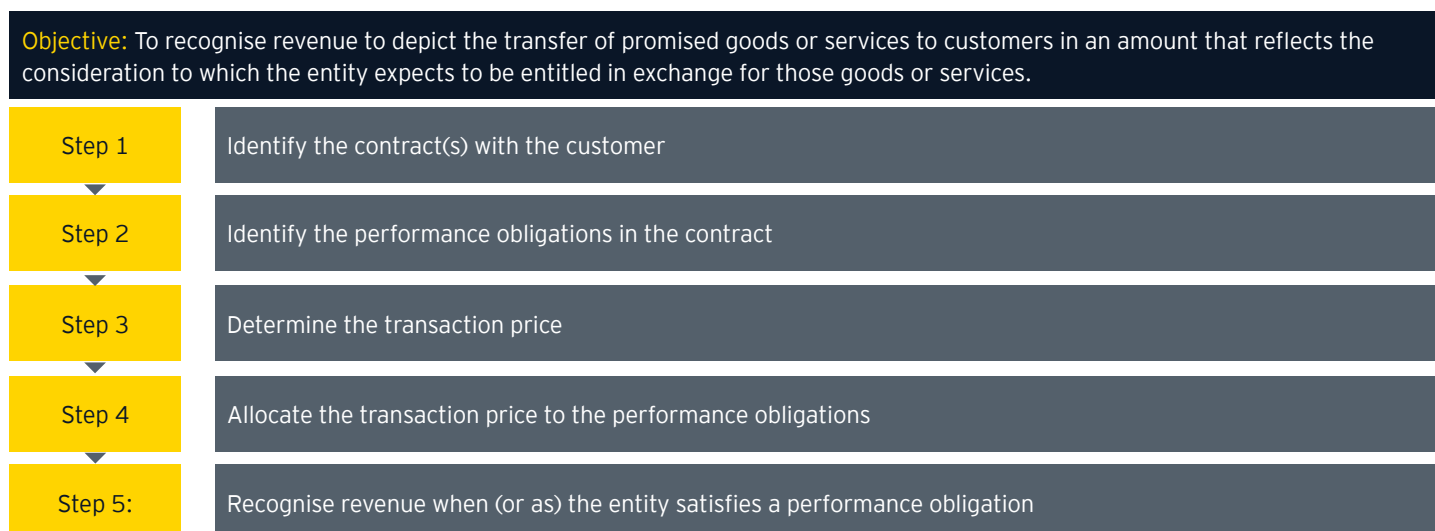 Objective: To recognise revenue to depict the transfer of promised goods or services to customers in an amount that reflects the
consideration to which the entity expects to be entitled in exchange for those goods or services.
Step 1
Identify the contract(s) with the customer
Step 2
Identify the performance obligations in the contract
Step 3
Determine the transaction price
Step 4
Allocate the transaction price to the performance obligations
Step 5:
Recognise revenue when (or as) the entity satisfies a performance obligation